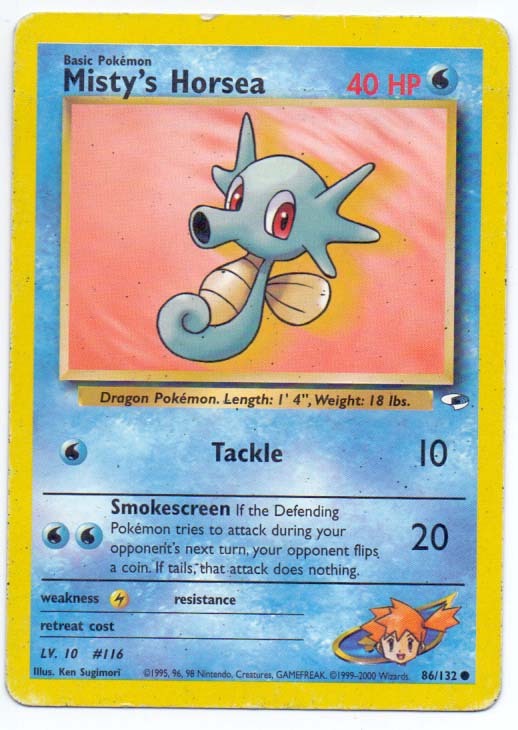 Basic Pokémon
Misty's Horsea 40 HP
Dragon Pokémon. Length: 1' 4", Weight: 18 lbs.
Tackle 10
Smokescreen If the Defending
Pokémon tries to attack during your
opponent's next turn, your opponent flips
a coin. If tails, that attack does nothing.
20
weakness resistance
retreat cost
LV. 10 #116
Illus. Ken Sugimori ©1995, 96, 98 Nintendo, Creatures, GAMEFREAK. ©1999-2000 Wizards. 86/132